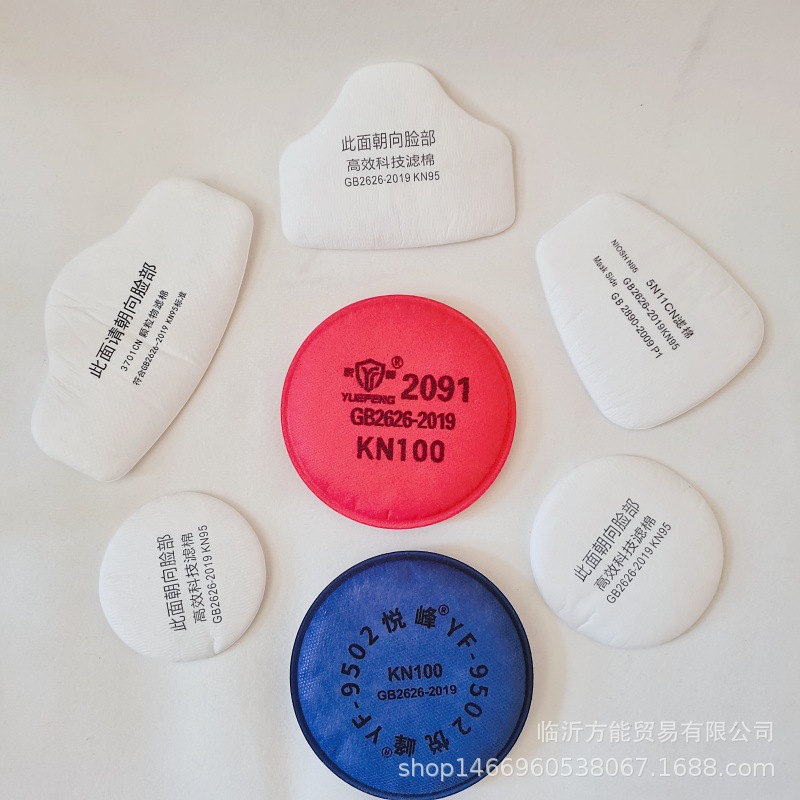 此面朝向脸部
高效科技滤棉
GB2626-2019 KN95
此面请朝向脸部
3701CN 颗粒物滤棉
符合GB2626-2019 KN95标准
NIOSH N95
Mask Side
5N11CN滤棉
GB2626-2019KN95
GB 2890-2009 P1
YF
®
YUEFENG
2091
GB2626-2019
KN100
此面朝向脸部
高效科技滤棉
GB2626-2019 KN95
此面朝向脸部
高效科技滤棉
GB2626-2019 KN95
YF-9502 悦峰® YF-9502 悦峰®
KN100
GB2626-2019
临沂方能贸易有限公司
shop1466960538067.1688.com